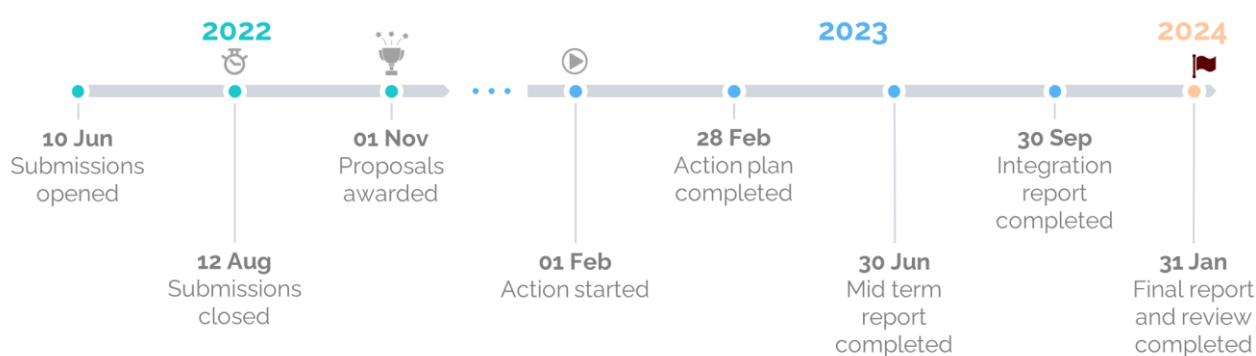 2022
2023
2024
10 Jun
Submissions
opened
12 Aug
Submissions
closed
01 Nov
Proposals
awarded
01 Feb
Action started
28 Feb
Action plan
completed
30 Jun
Mid term
report
completed
30 Sep
Integration
report
completed
31 Jan
Final report
and review
completed